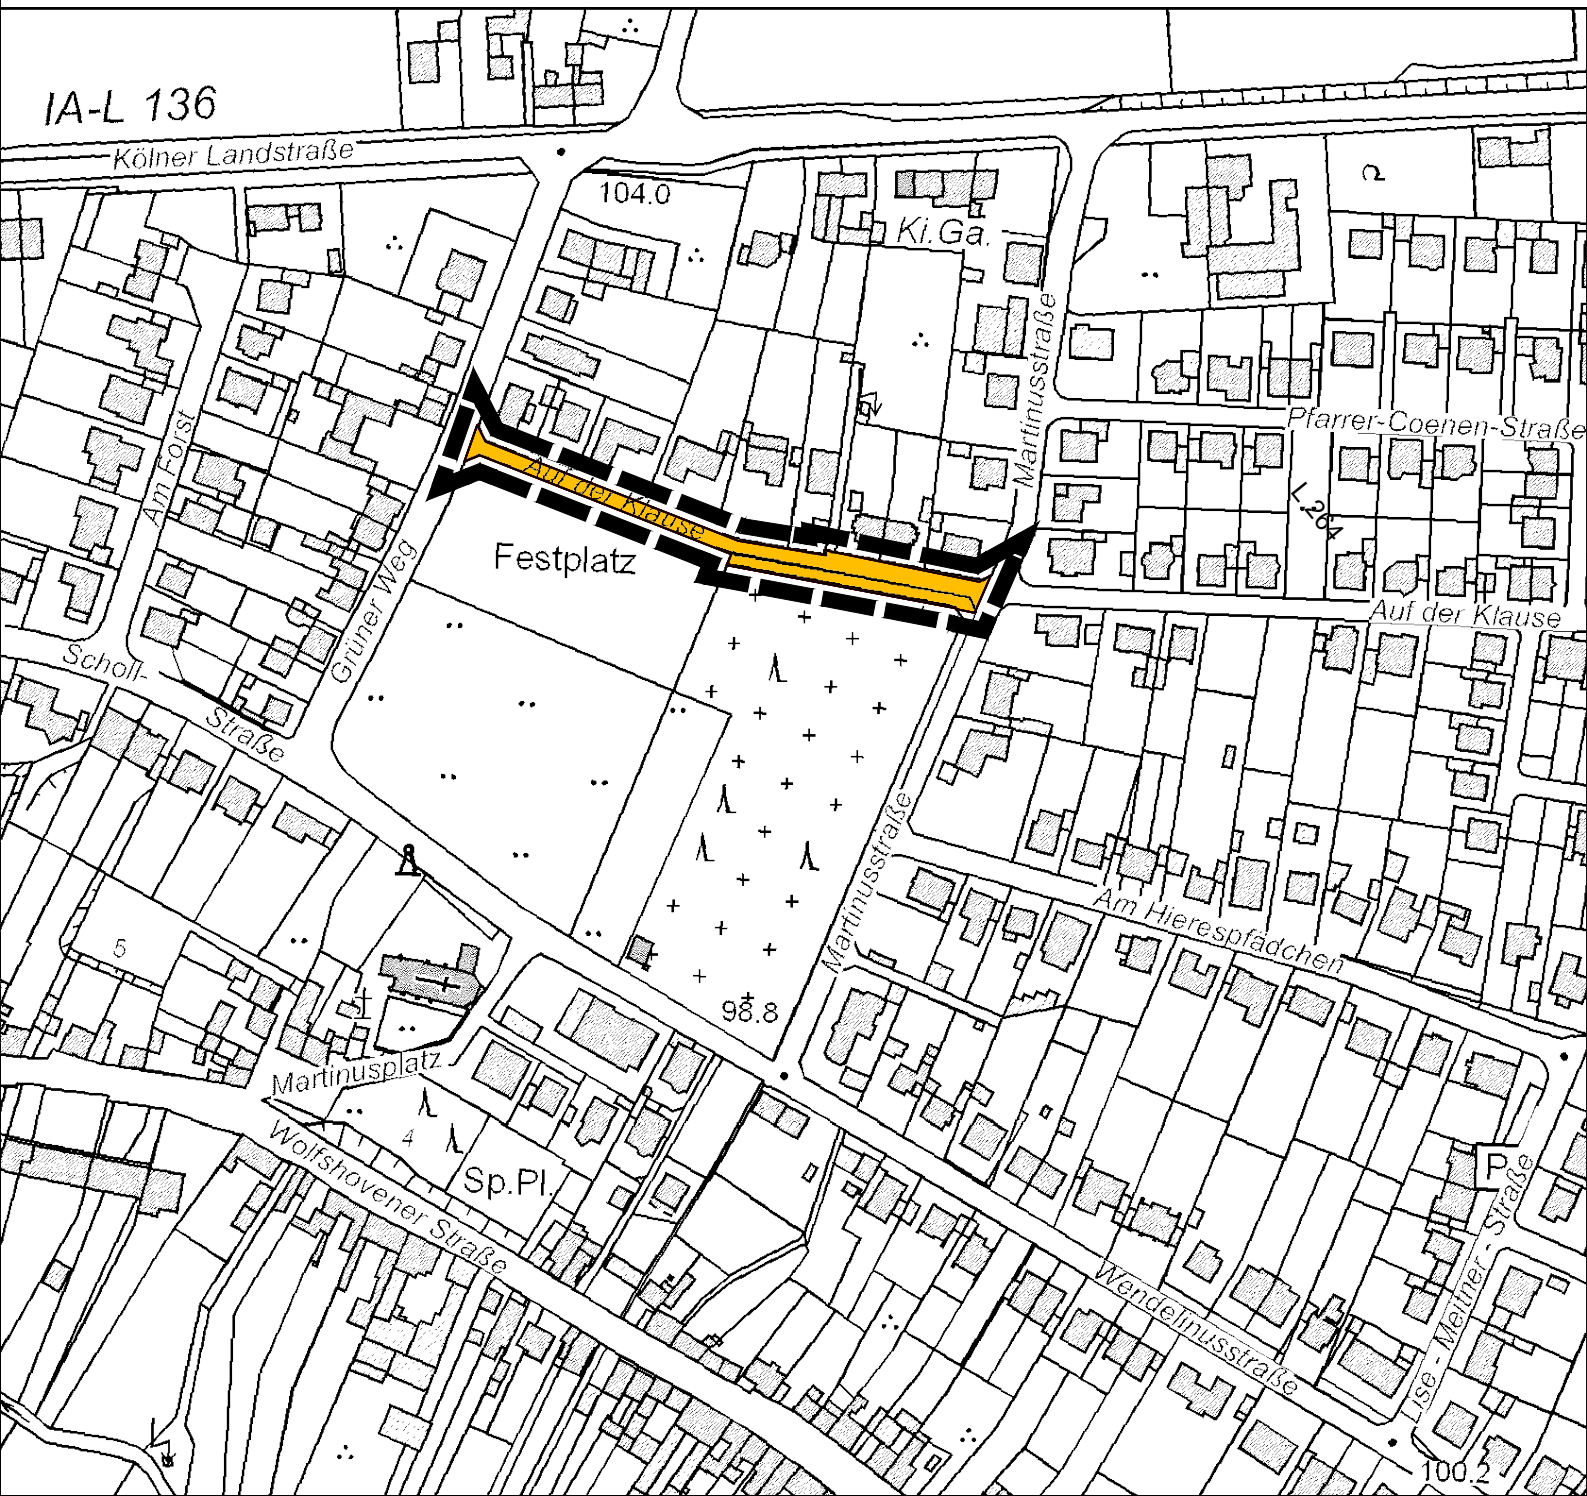 IA-L 136
Kölner Landstraße
104.0
Ki.Ga.
Martinusstraße
Pfarrer-Coenen-Straße
Am Forst
Auf der Klause
L.264
Festplatz
Grüner Weg
Auf der Klause
Scholl-
Straße
Martinusstraße
Am Hierespfädchen
5
98.8
Martinusplatz
4
Wolfshovener Straße
Sp.Pl.
P
Wendelinusstraße
ise - Meitner - Straße
100.2